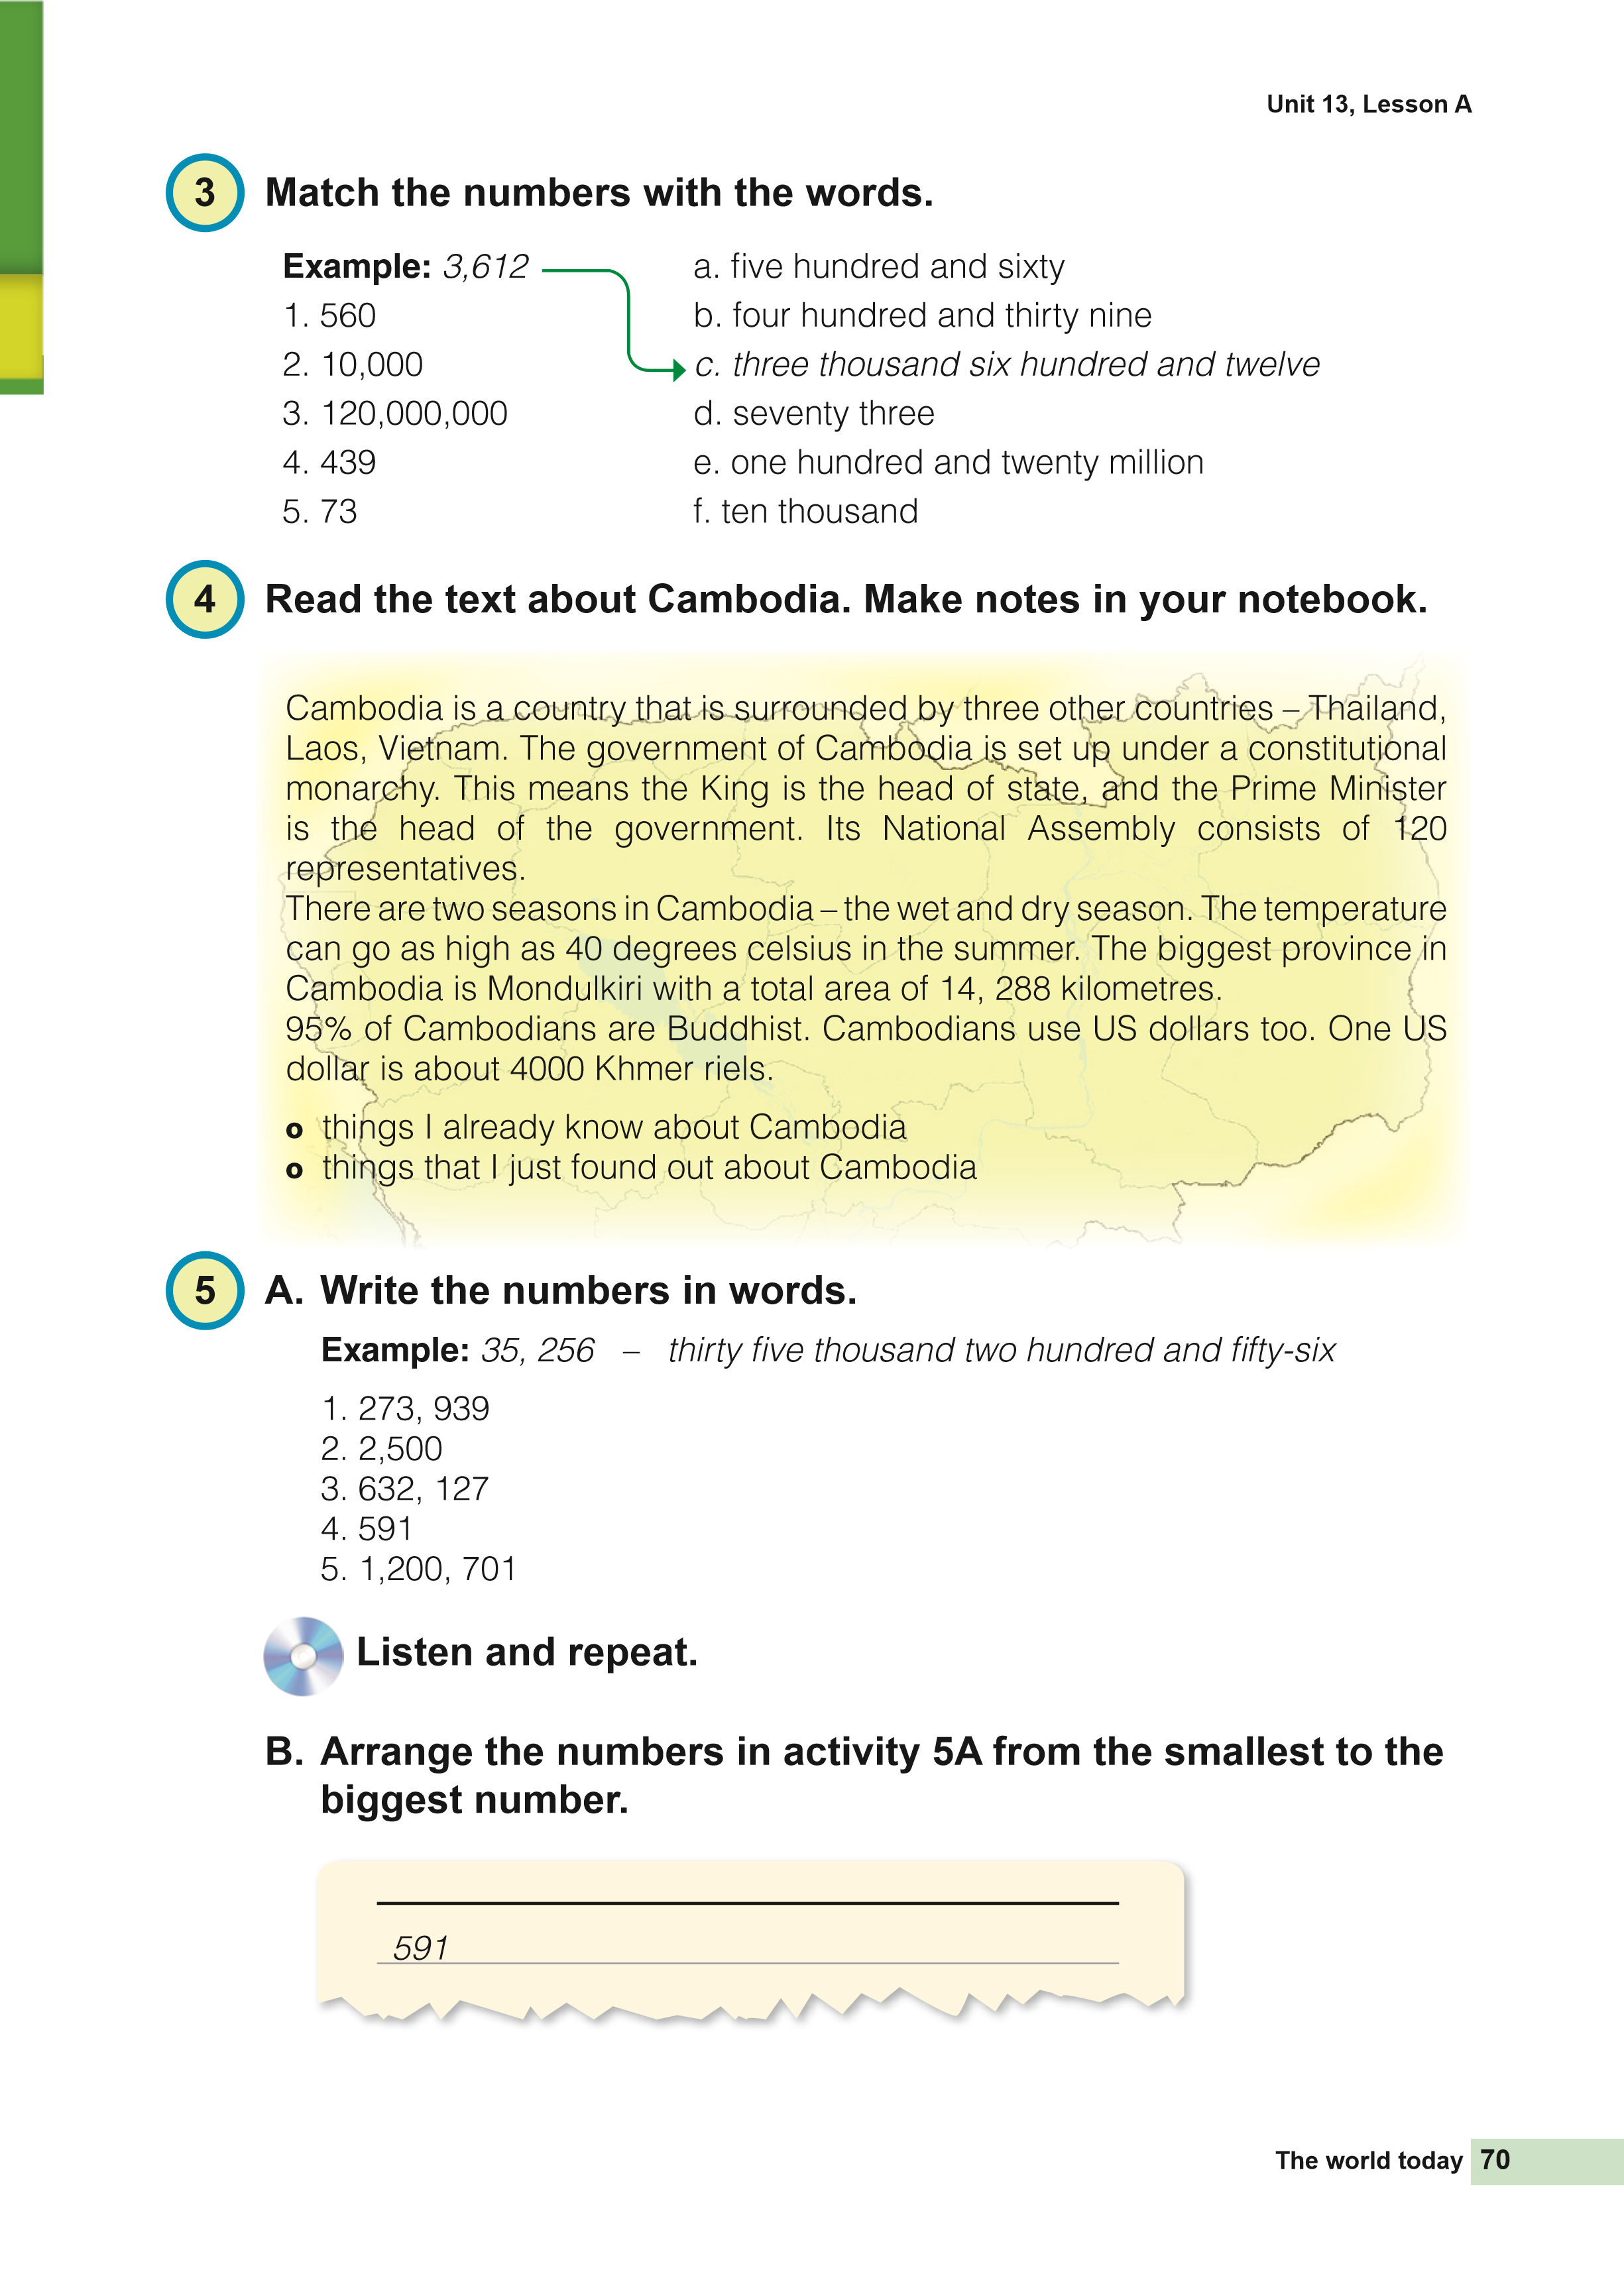 Unit 13, Lesson A
3 Match the numbers with the words.
Example: 3,612
1. 560
2. 10,000
3. 120,000,000
4. 439
5. 73
a. five hundred and sixty
b. four hundred and thirty nine
c. three thousand six hundred and twelve
d. seventy three
e. one hundred and twenty million
f. ten thousand
4 Read the text about Cambodia. Make notes in your notebook.
Cambodia is a country that is surrounded by three other countries – Thailand,
Laos, Vietnam. The government of Cambodia is set up under a constitutional
monarchy. This means the King is the head of state, and the Prime Minister
is the head of the government. Its National Assembly consists of 120
representatives.
There are two seasons in Cambodia – the wet and dry season. The temperature
can go as high as 40 degrees celsius in the summer. The biggest province in
Cambodia is Mondulkiri with a total area of 14, 288 kilometres.
95% of Cambodians are Buddhist. Cambodians use US dollars too. One US
dollar is about 4000 Khmer riels.
o things I already know about Cambodia
o things that I just found out about Cambodia
5 A. Write the numbers in words.
Example: 35, 256 – thirty five thousand two hundred and fifty-six
1. 273, 939
2. 2,500
3. 632, 127
4. 591
5. 1,200, 701
Listen and repeat.
B. Arrange the numbers in activity 5A from the smallest to the
biggest number.
591
The world today 70